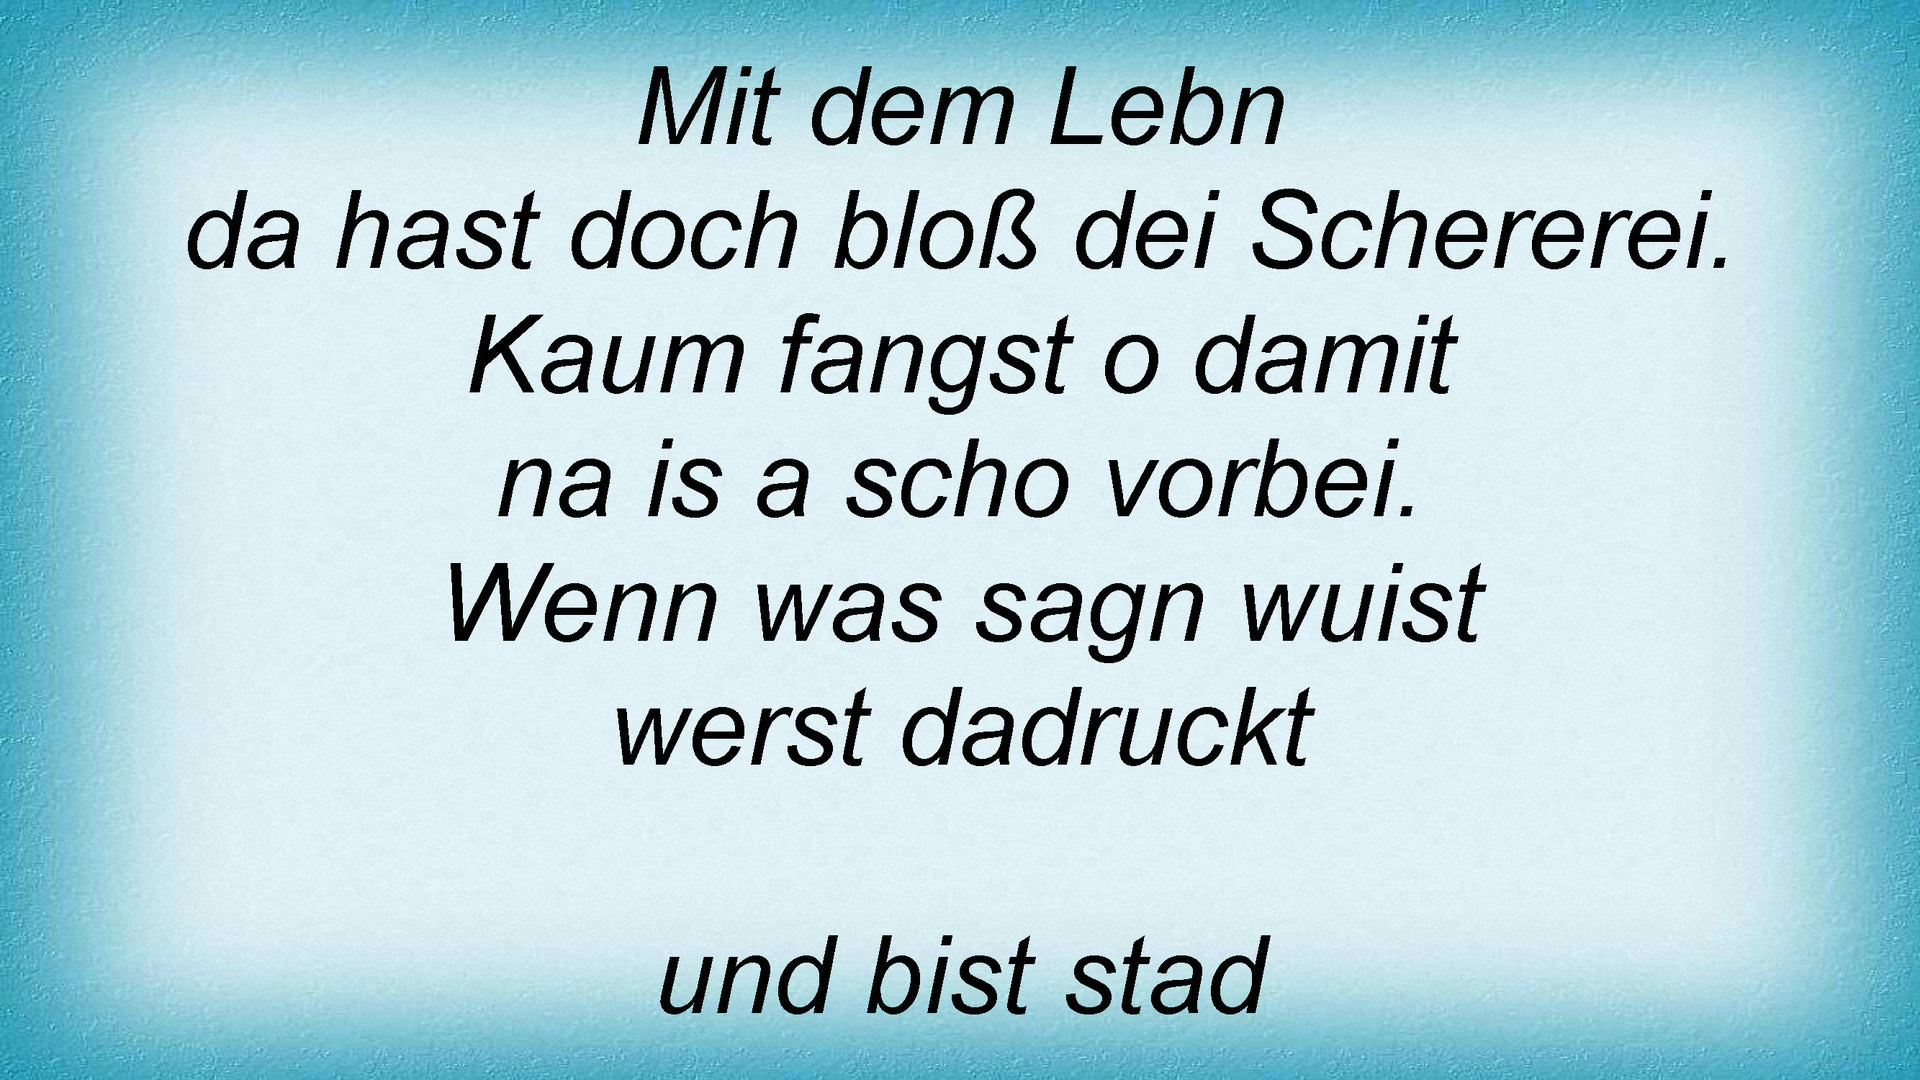 Mit dem Lebn
da hast doch bloß dei Schererei.
Kaum fangst o damit
na is a scho vorbei.
Wenn was sagn wuist
werst dadruckt
und bist stad